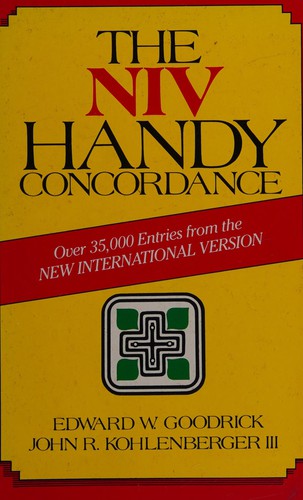 THE
NIV
HANDY
CONCORDANCE
Over 35,000 Entries from the
NEW INTERNATIONAL VERSION
EDWARD W. GOODRICK
JOHN R. KOHLENBERGER III